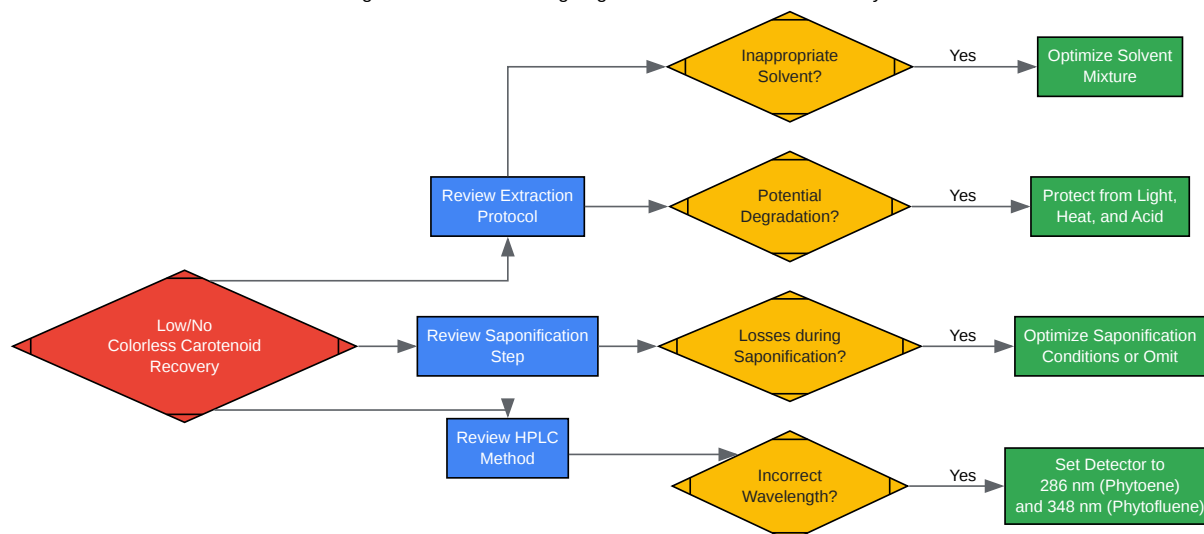 Inappropriate
Solvent?
Yes
Optimize Solvent
Mixture
Review Extraction
Protocol
Potential
Degradation?
Yes
Protect from Light,
Heat, and Acid
Low/No
Colorless Carotenoid
Recovery
Review Saponification
Step
Losses during
Saponification?
Yes
Optimize Saponification
Conditions or Omit
Review HPLC
Method
Incorrect
Wavelength?
Yes
Set Detector to
286 nm (Phytoene)
and 348 nm (Phytofluene)